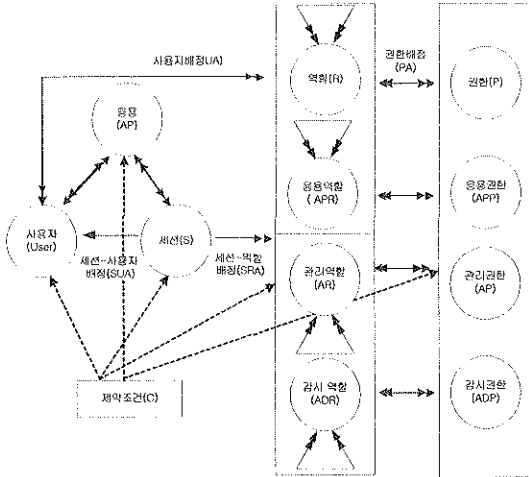 사용자배정UA)
역할(R)
권한배정
(PA)
권한(P)
응용
(AP)
응용역할
( APR)
응용권한
(APP)
사용자
(User)
세션(S)
세션-사용자
배정(SUA)
세션-역할
배정(SRA)
관리역할
(AR)
관리권한
(AP)
제약조건(C)
감시 역할
(ADR)
감시권한
(ADP)